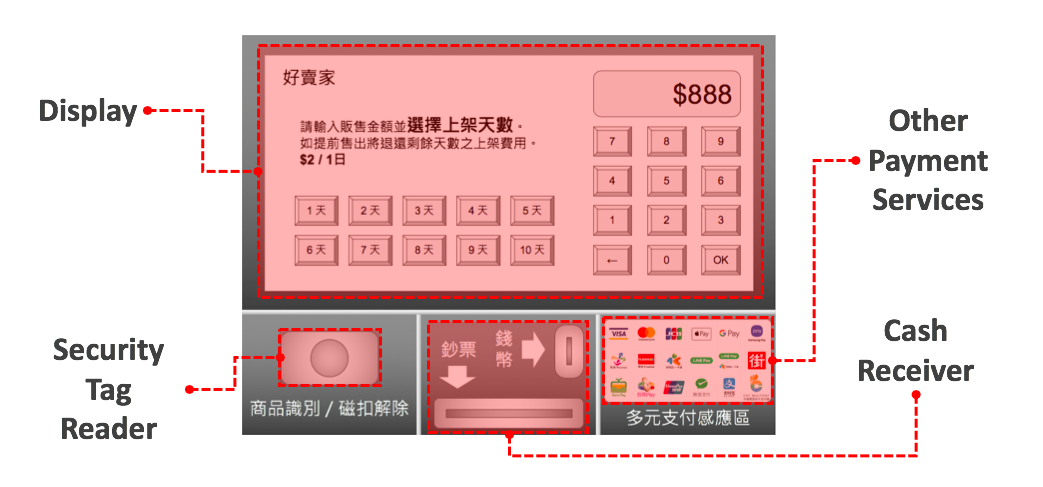 Display
好賣家
$888
請輸入販售金額並選擇上架天數。
如提前售出將退還剩餘天數之上架費用。
$2 / 1日
7 8 9
4 5 6
1 2 3
← 0 OK
1 天 2 天 3 天 4 天 5 天
6 天 7 天 8 天 9 天 10 天
Other
Payment
Services
Security
Tag
Reader
商品識別 / 磁扣解除
鈔票
錢
幣
VISA
JCB
Pay
G Pay
LINE Pay
街
多元支付感應區
Cash
Receiver